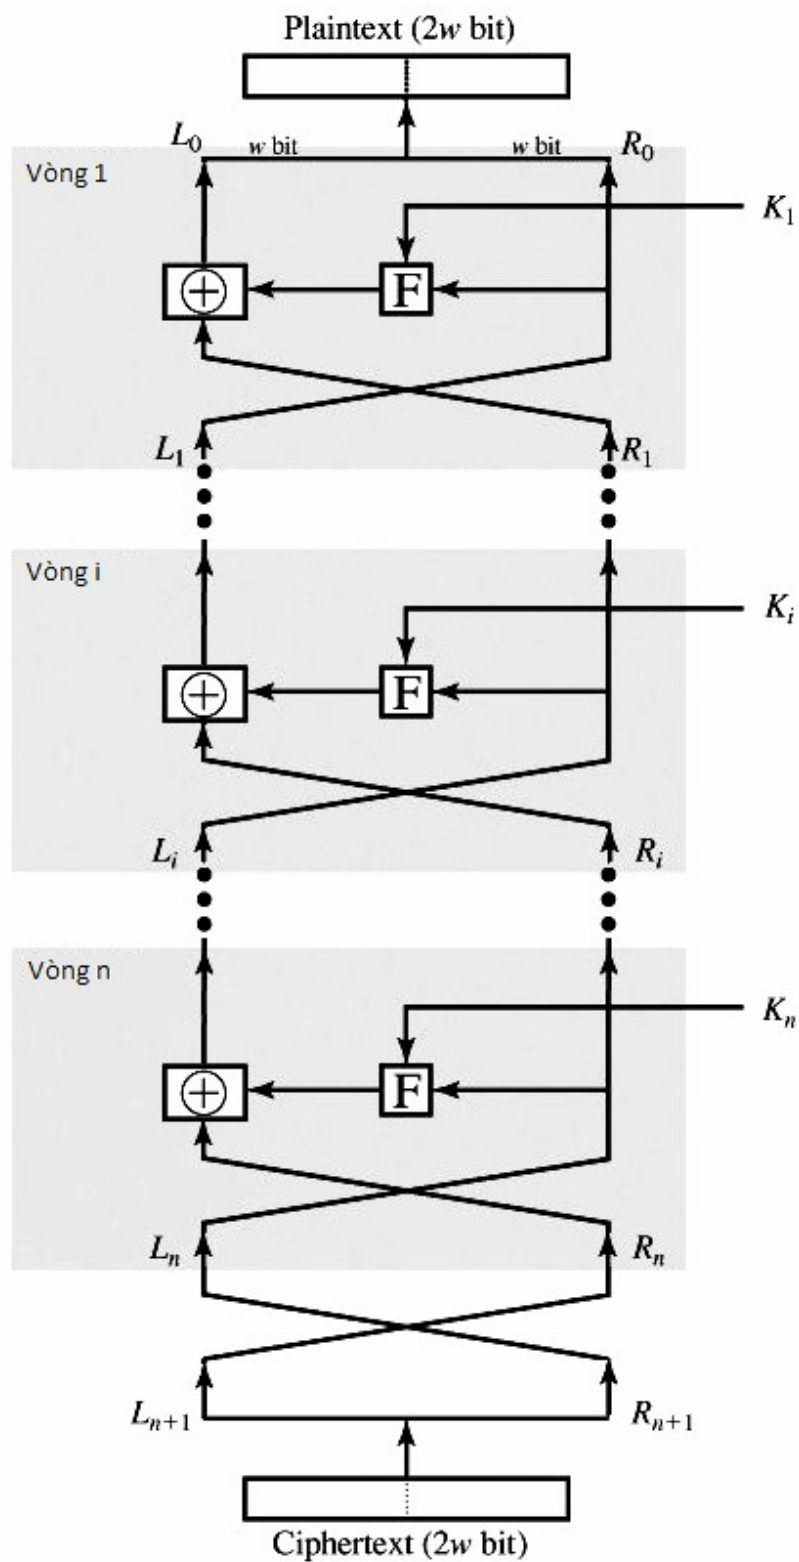 Plaintext (2w bit)
L₀ w bit w bit R₀
Vòng 1
K₁
⊕ F
L₁ R₁
Vòng i
Kᵢ
⊕ F
Lᵢ Rᵢ
Vòng n
Kₙ
⊕ F
Lₙ Rₙ
Lₙ₊₁ Rₙ₊₁
Ciphertext (2w bit)